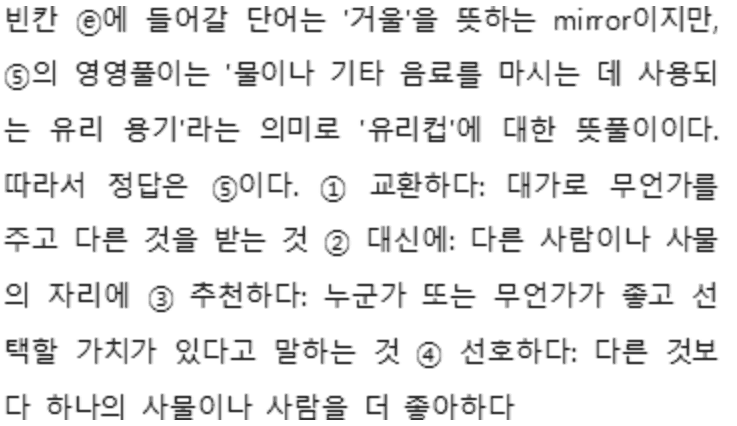 빈칸 ⓔ에 들어갈 단어는 '거울'을 뜻하는 mirror이지만,
⑤의 영영풀이는 '물이나 기타 음료를 마시는 데 사용되
는 유리 용기'라는 의미로 '유리컵'에 대한 뜻풀이이다.
따라서 정답은 ⑤이다. ① 교환하다: 대가로 무언가를
주고 다른 것을 받는 것 ② 대신에: 다른 사람이나 사물
의 자리에 ③ 추천하다: 누군가 또는 무언가가 좋고 선
택할 가치가 있다고 말하는 것 ④ 선호하다: 다른 것보
다 하나의 사물이나 사람을 더 좋아하다